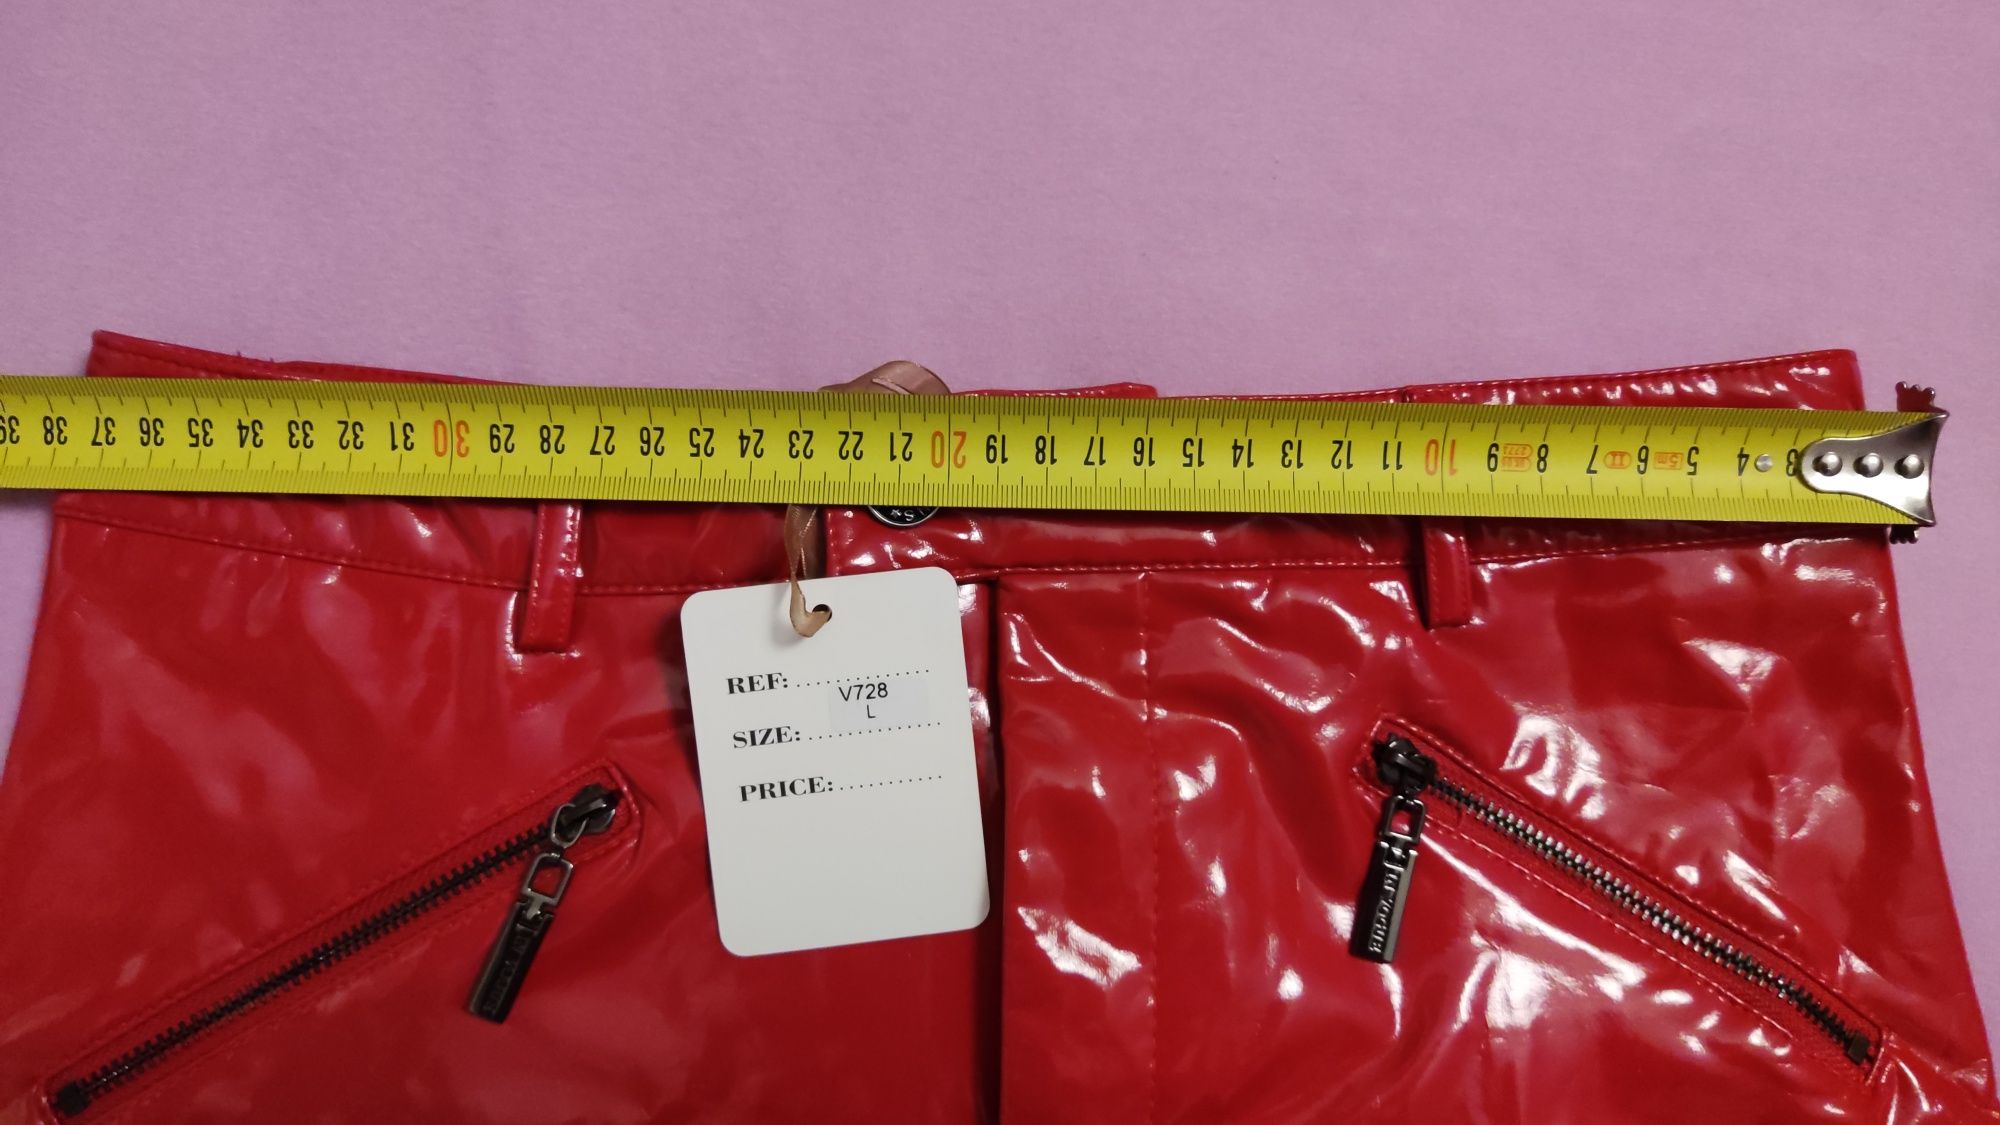 39 38 37 36 35 34 33 32 31 30 29 28 27 26 25 24 23 22 21 20 19 18 17 16 15 14 13 12 11 10 9 8 7 II 6 5m 5 4 3
REF:..............
V728
L
SIZE:..............
PRICE:...........